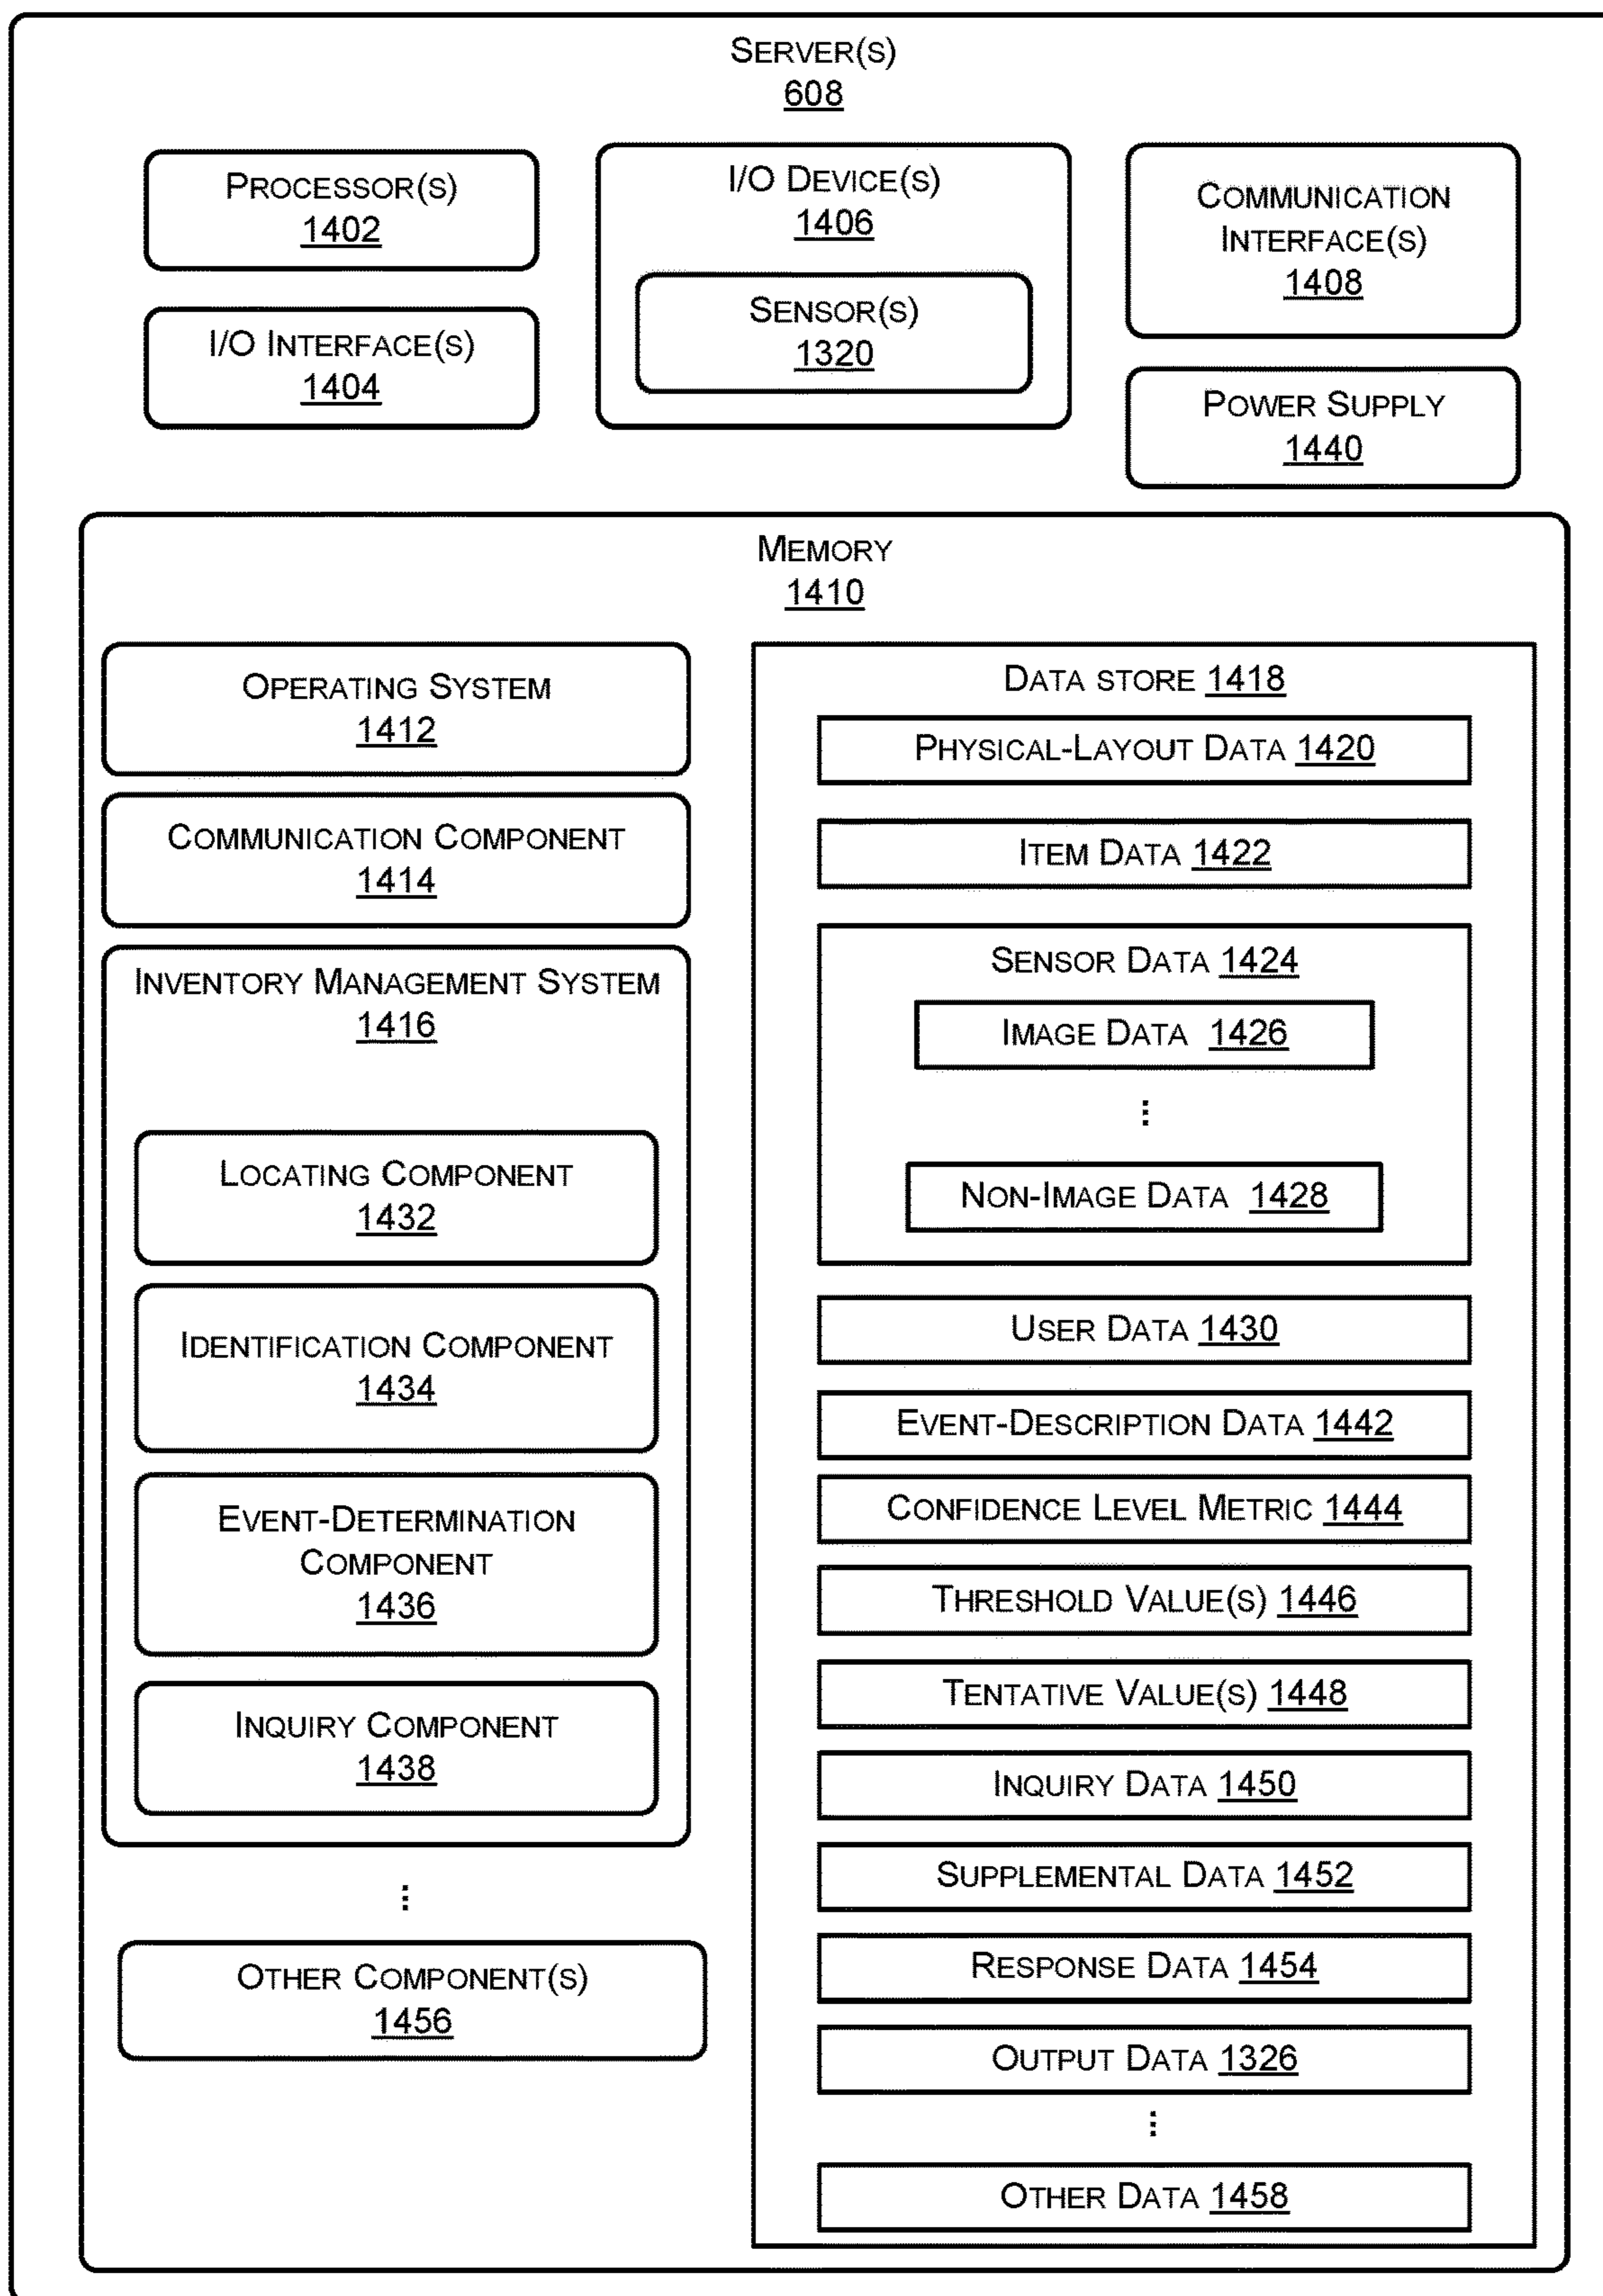 SERVER(S)
608
PROCESSOR(S)
1402
I/O INTERFACE(S)
1404
I/O DEVICE(S)
1406
SENSOR(S)
1320
COMMUNICATION
INTERFACE(S)
1408
POWER SUPPLY
1440
MEMORY
1410
OPERATING SYSTEM
1412
COMMUNICATION COMPONENT
1414
INVENTORY MANAGEMENT SYSTEM
1416
LOCATING COMPONENT
1432
IDENTIFICATION COMPONENT
1434
EVENT-DETERMINATION
COMPONENT
1436
INQUIRY COMPONENT
1438
⋮
OTHER COMPONENT(S)
1456
DATA STORE 1418
PHYSICAL-LAYOUT DATA 1420
ITEM DATA 1422
SENSOR DATA 1424
IMAGE DATA 1426
⋮
NON-IMAGE DATA 1428
USER DATA 1430
EVENT-DESCRIPTION DATA 1442
CONFIDENCE LEVEL METRIC 1444
THRESHOLD VALUE(S) 1446
TENTATIVE VALUE(S) 1448
INQUIRY DATA 1450
SUPPLEMENTAL DATA 1452
RESPONSE DATA 1454
OUTPUT DATA 1326
⋮
OTHER DATA 1458